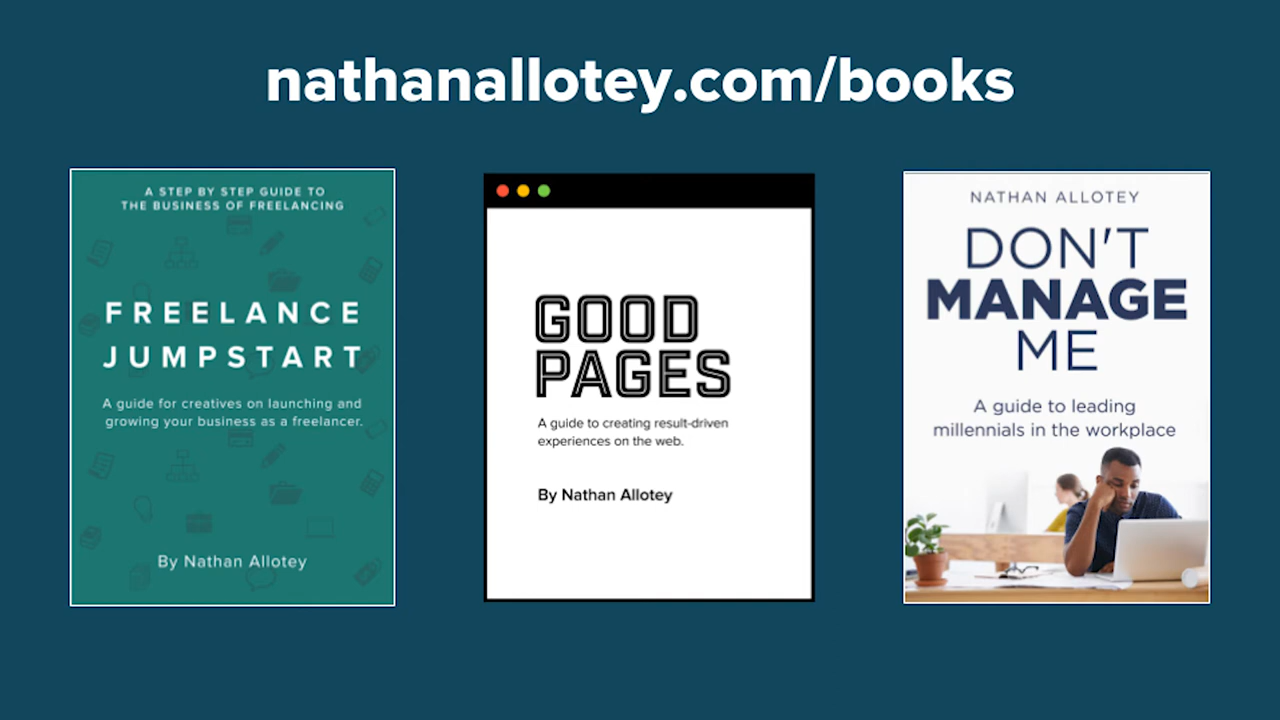 nathanallotey.com/books
A STEP BY STEP GUIDE TO
THE BUSINESS OF FREELANCING
FREELANCE
JUMPSTART
A guide for creatives on launching and
growing your business as a freelancer.
By Nathan Allotey
GOOD
PAGES
A guide to creating result-driven
experiences on the web.
By Nathan Allotey
NATHAN ALLOTEY
DON'T
MANAGE
ME
A guide to leading
millennials in the workplace